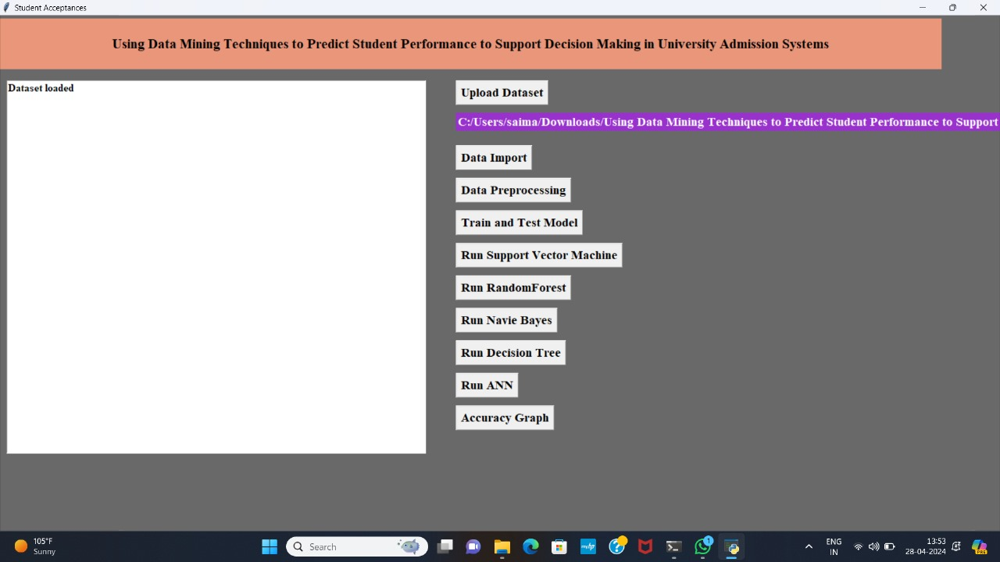 Student Acceptances
Using Data Mining Techniques to Predict Student Performance to Support Decision Making in University Admission Systems
Dataset loaded
Upload Dataset
C:/Users/saima/Downloads/Using Data Mining Techniques to Predict Student Performance to Support
Data Import
Data Preprocessing
Train and Test Model
Run Support Vector Machine
Run RandomForest
Run Navie Bayes
Run Decision Tree
Run ANN
Accuracy Graph
105°F
Sunny
Search
myhp
1
ENG
IN
13:53
28-04-2024
PRE